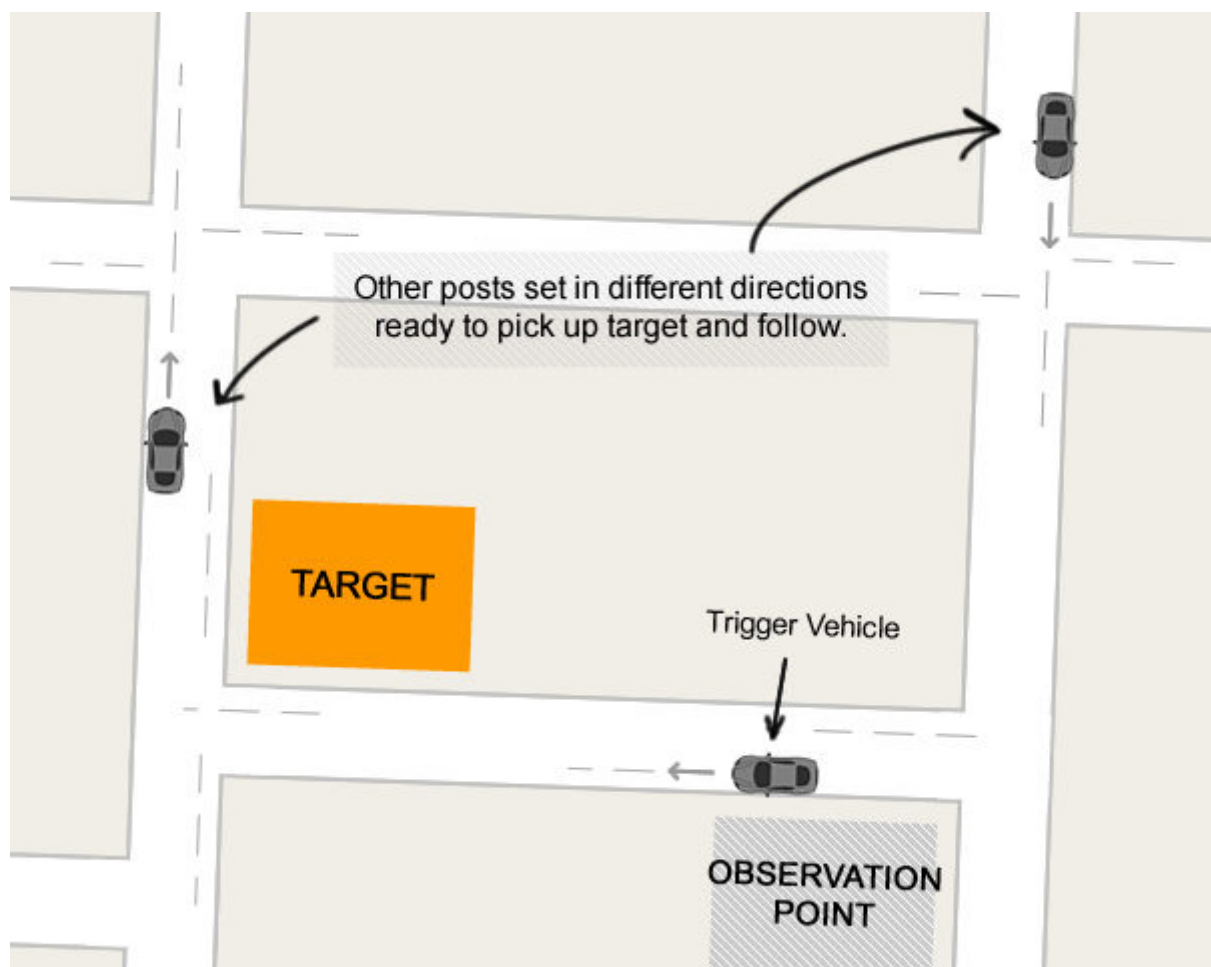 Other posts set in different directions
ready to pick up target and follow.
TARGET
Trigger Vehicle
OBSERVATION
POINT